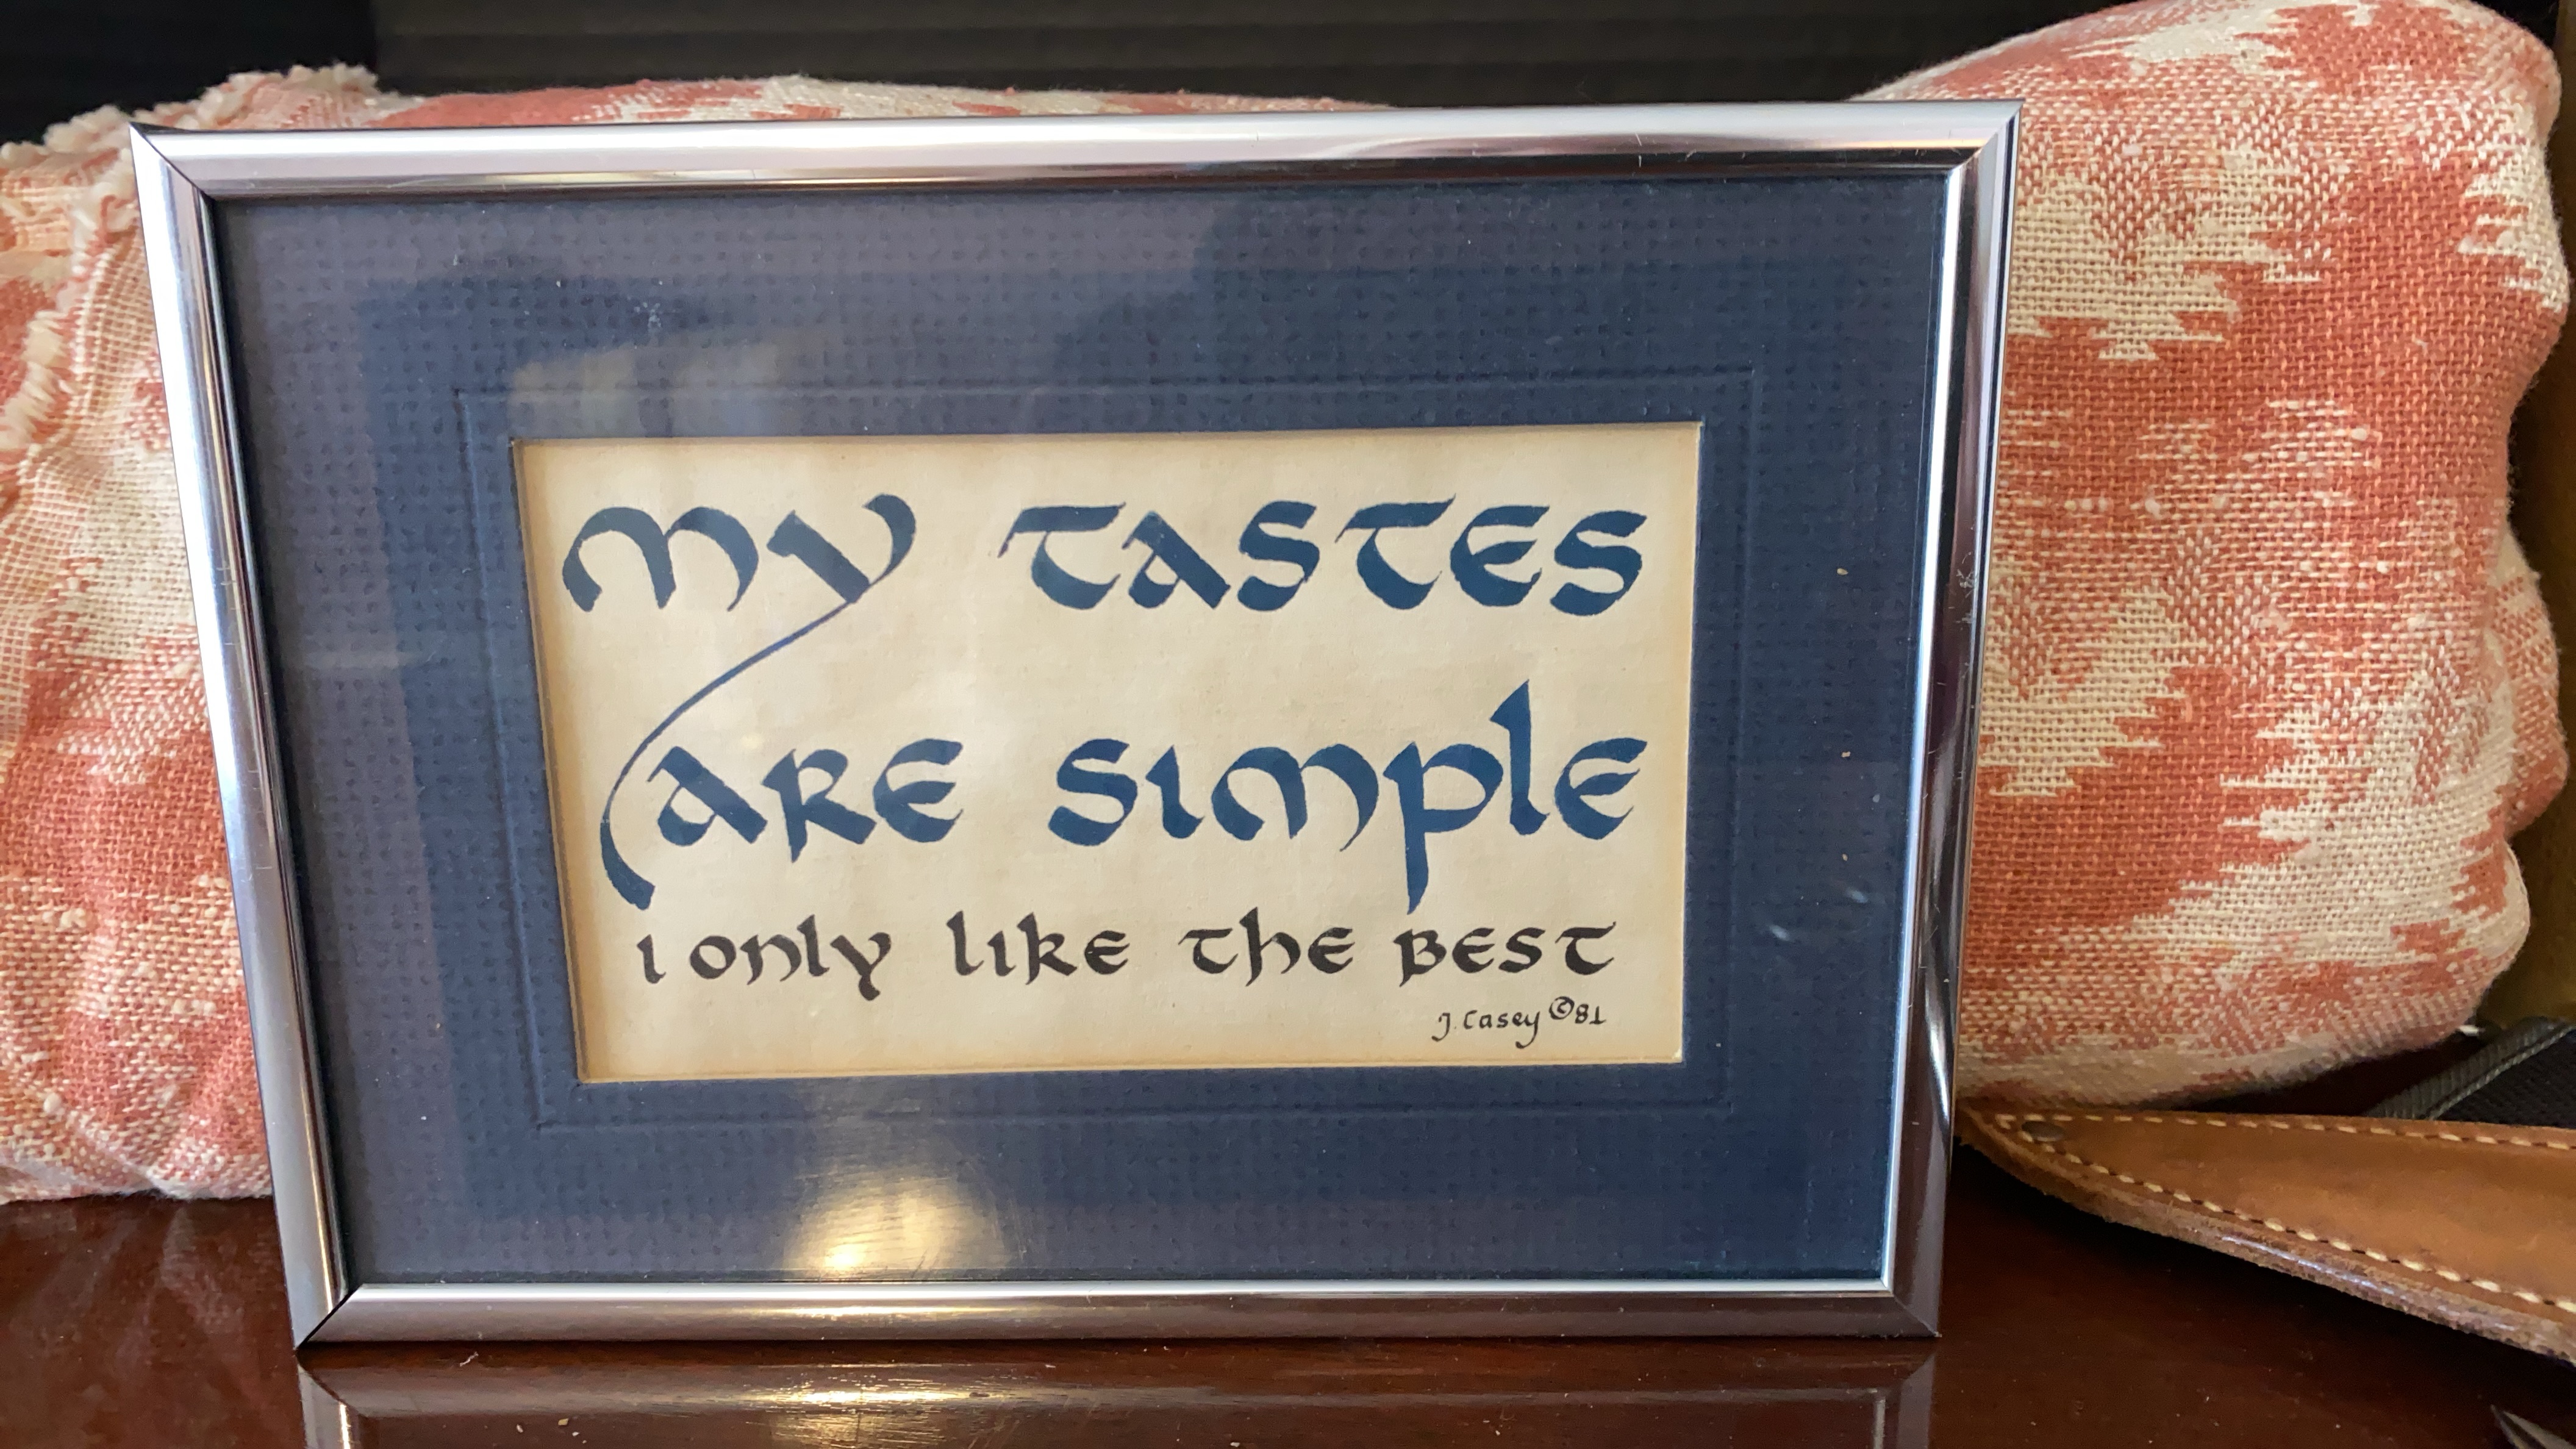 My TASTES
ARE SIMPLE
I only like the BEST
J. Casey ©81